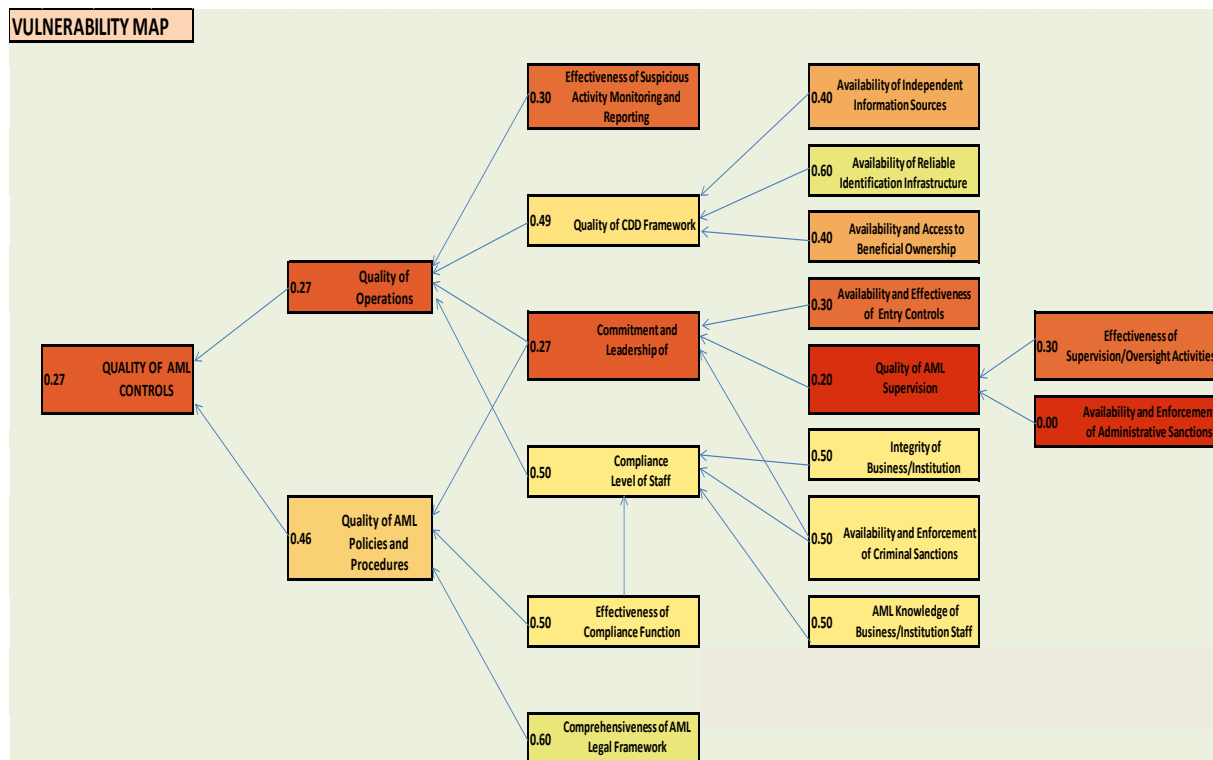 VULNERABILITY MAP
0.30
Effectiveness of Suspicious
Activity Monitoring and
Reporting
0.40
Availability of Independent
Information Sources
0.60
Availability of Reliable
Identification Infrastructure
0.49
Quality of CDD Framework
0.40
Availability and Access to
Beneficial Ownership
0.27
Quality of
Operations
0.30
Availability and Effectiveness
of Entry Controls
0.27
Commitment and
Leadership of
0.30
Effectiveness of
Supervision/Oversight Activities
0.27
QUALITY OF AML
CONTROLS
0.20
Quality of AML
Supervision
0.00
Availability and Enforcement
of Administrative Sanctions
0.50
Compliance
Level of Staff
0.50
Integrity of
Business/Institution
0.46
Quality of AML
Policies and
Procedures
0.50
Availability and Enforcement
of Criminal Sanctions
0.50
Effectiveness of
Compliance Function
0.50
AML Knowledge of
Business/Institution Staff
0.60
Comprehensiveness of AML
Legal Framework